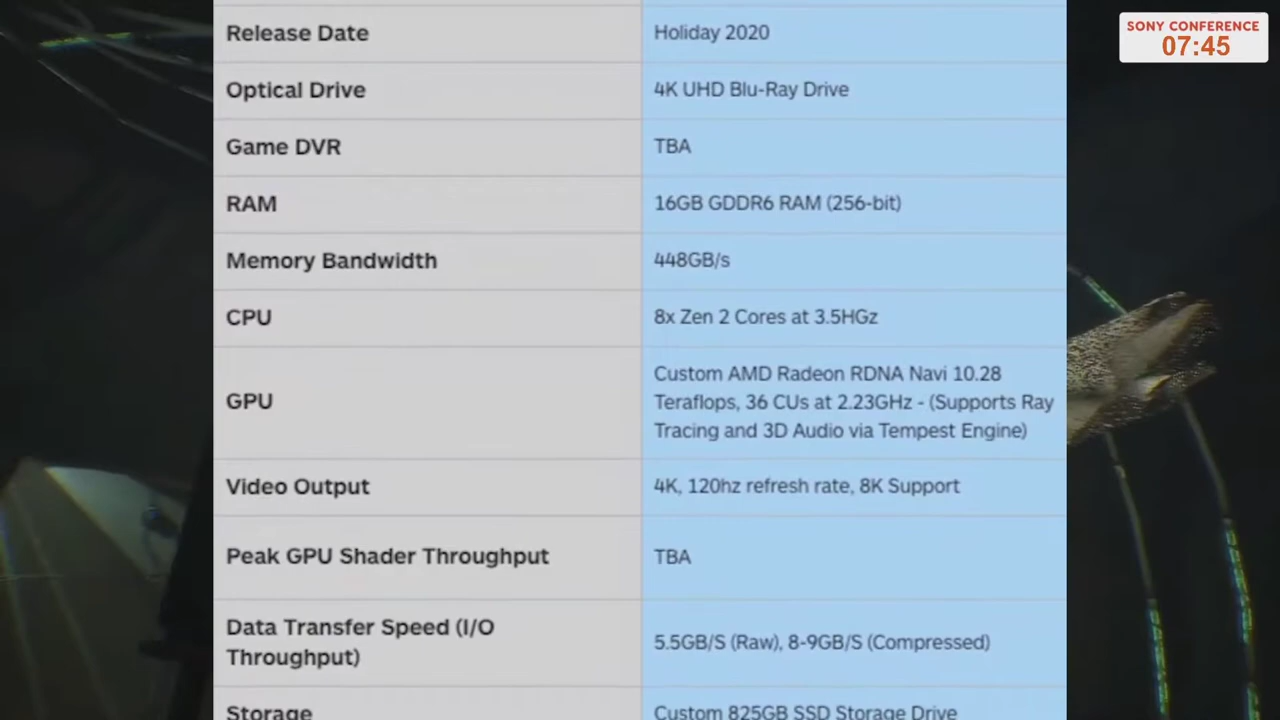 SONY CONFERENCE
07:45
Release Date
Holiday 2020
Optical Drive
4K UHD Blu-Ray Drive
Game DVR
TBA
RAM
16GB GDDR6 RAM (256-bit)
Memory Bandwidth
448GB/s
CPU
8x Zen 2 Cores at 3.5HGz
GPU
Custom AMD Radeon RDNA Navi 10.28
Teraflops, 36 CUs at 2.23GHz - (Supports Ray
Tracing and 3D Audio via Tempest Engine)
Video Output
4K, 120hz refresh rate, 8K Support
Peak GPU Shader Throughput
TBA
Data Transfer Speed (I/O
Throughput)
5.5GB/S (Raw), 8-9GB/S (Compressed)
Storage
Custom 825GB SSD Storage Drive